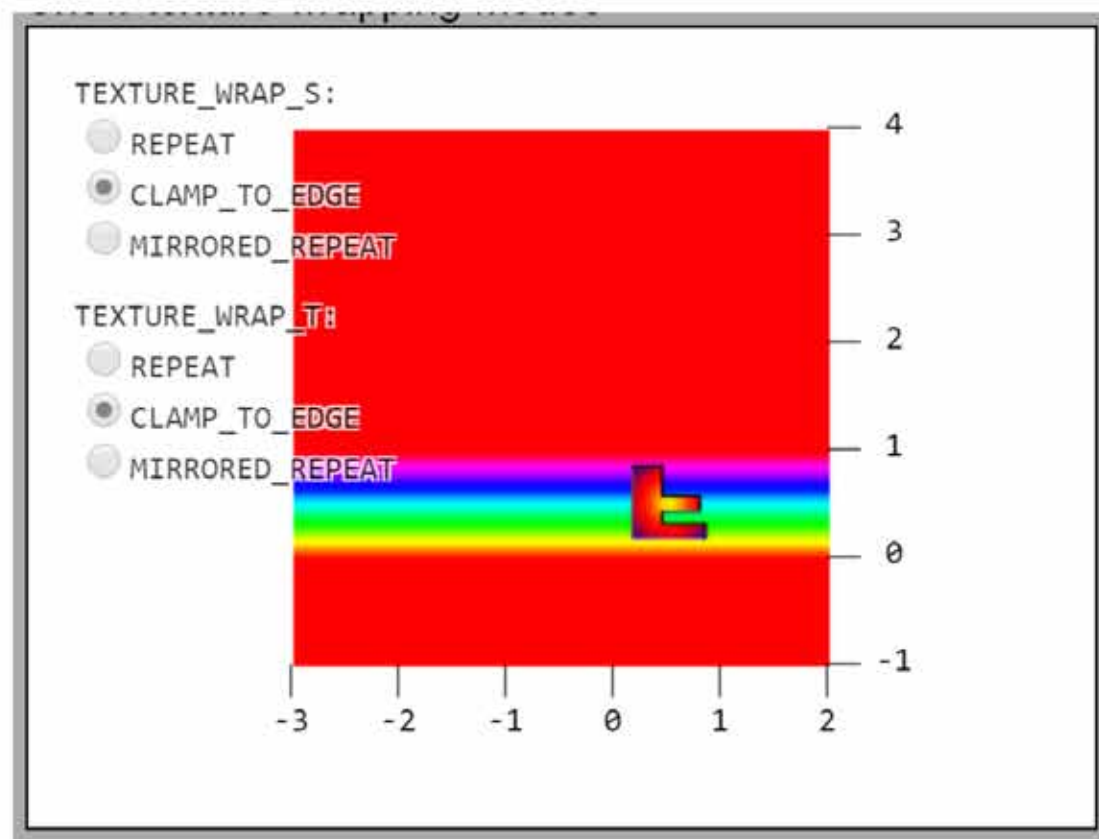 TEXTURE_WRAP_S:
REPEAT
CLAMP_TO_EDGE
MIRRORED_REPEAT
TEXTURE_WRAP_T:
REPEAT
CLAMP_TO_EDGE
MIRRORED_REPEAT
4
3
2
1
0
-1
-3 -2 -1 0 1 2